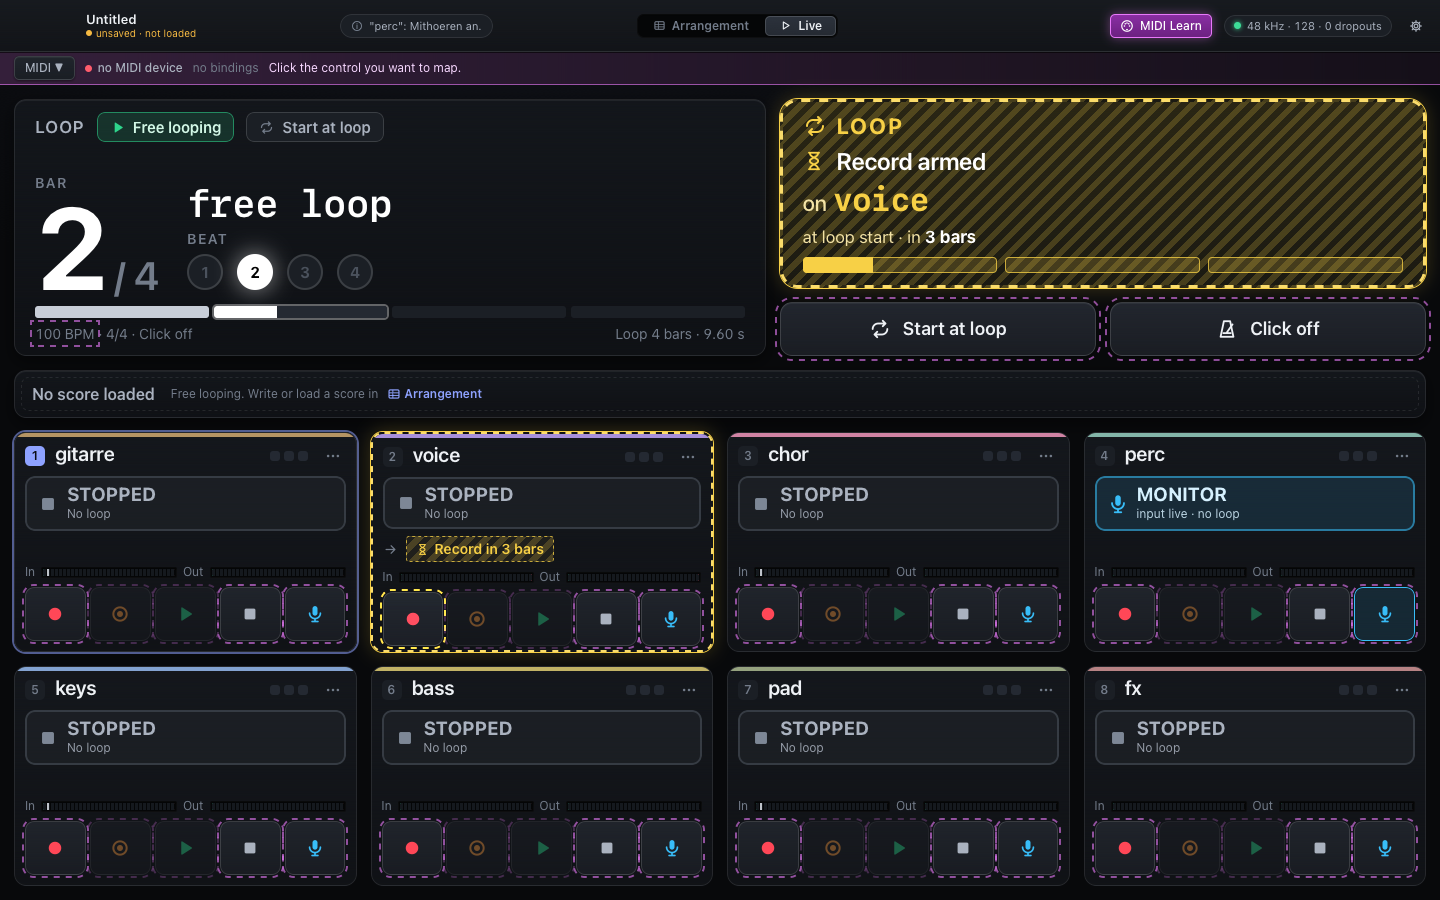 Untitled
unsaved · not loaded
"perc": Mithoeren an.
Arrangement
Live
MIDI Learn
48 kHz · 128 · 0 dropouts
MIDI ▼
no MIDI device
no bindings
Click the control you want to map.
LOOP
Free looping
Start at loop
BAR
2 / 4
free loop
BEAT
1 2 3 4
100 BPM · 4/4 · Click off
Loop 4 bars · 9.60 s
LOOP
Record armed
on voice
at loop start · in 3 bars
Start at loop
Click off
No score loaded
Free looping. Write or load a score in Arrangement
1 gitarre ...
STOPPED
No loop
In Out
2 voice ...
STOPPED
No loop
→ Record in 3 bars
In Out
3 chor ...
STOPPED
No loop
In Out
4 perc ...
MONITOR
input live · no loop
In Out
5 keys ...
STOPPED
No loop
In Out
6 bass ...
STOPPED
No loop
In Out
7 pad ...
STOPPED
No loop
In Out
8 fx ...
STOPPED
No loop
In Out